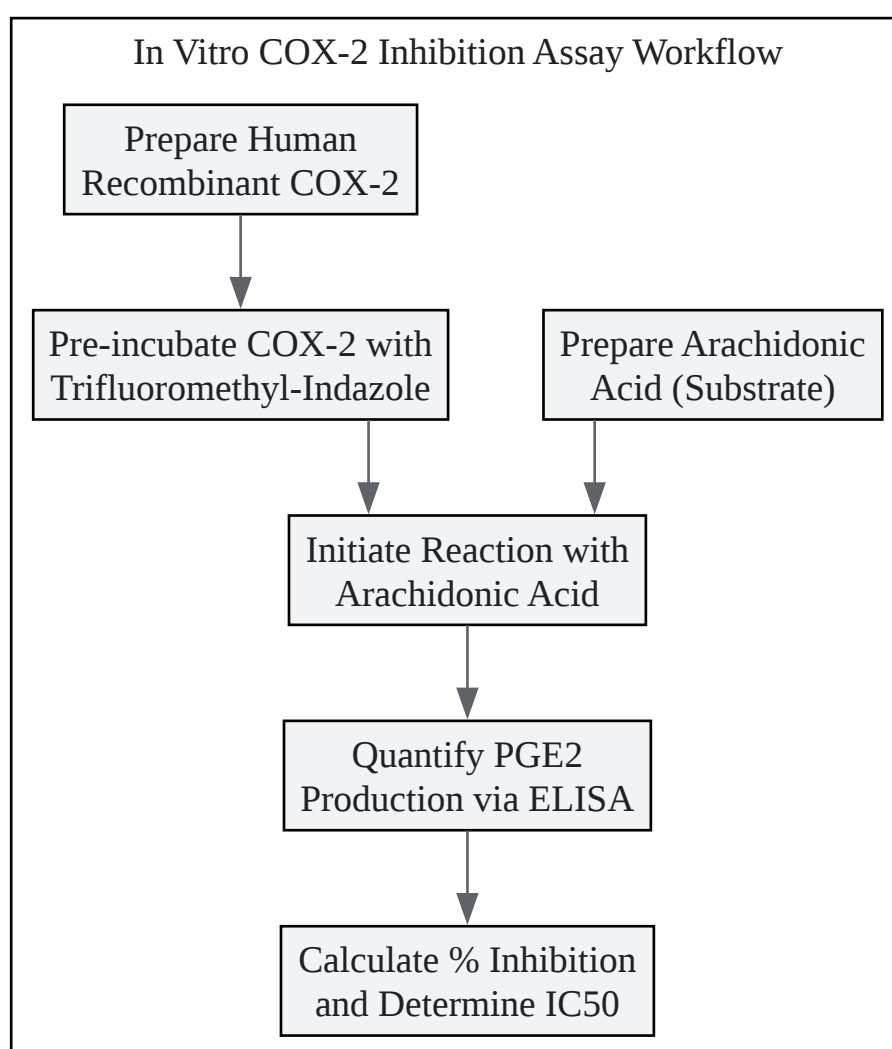 In Vitro COX-2 Inhibition Assay Workflow
Prepare Human
Recombinant COX-2
Pre-incubate COX-2 with
Trifluoromethyl-Indazole
Prepare Arachidonic
Acid (Substrate)
Initiate Reaction with
Arachidonic Acid
Quantify PGE2
Production via ELISA
Calculate % Inhibition
and Determine IC50